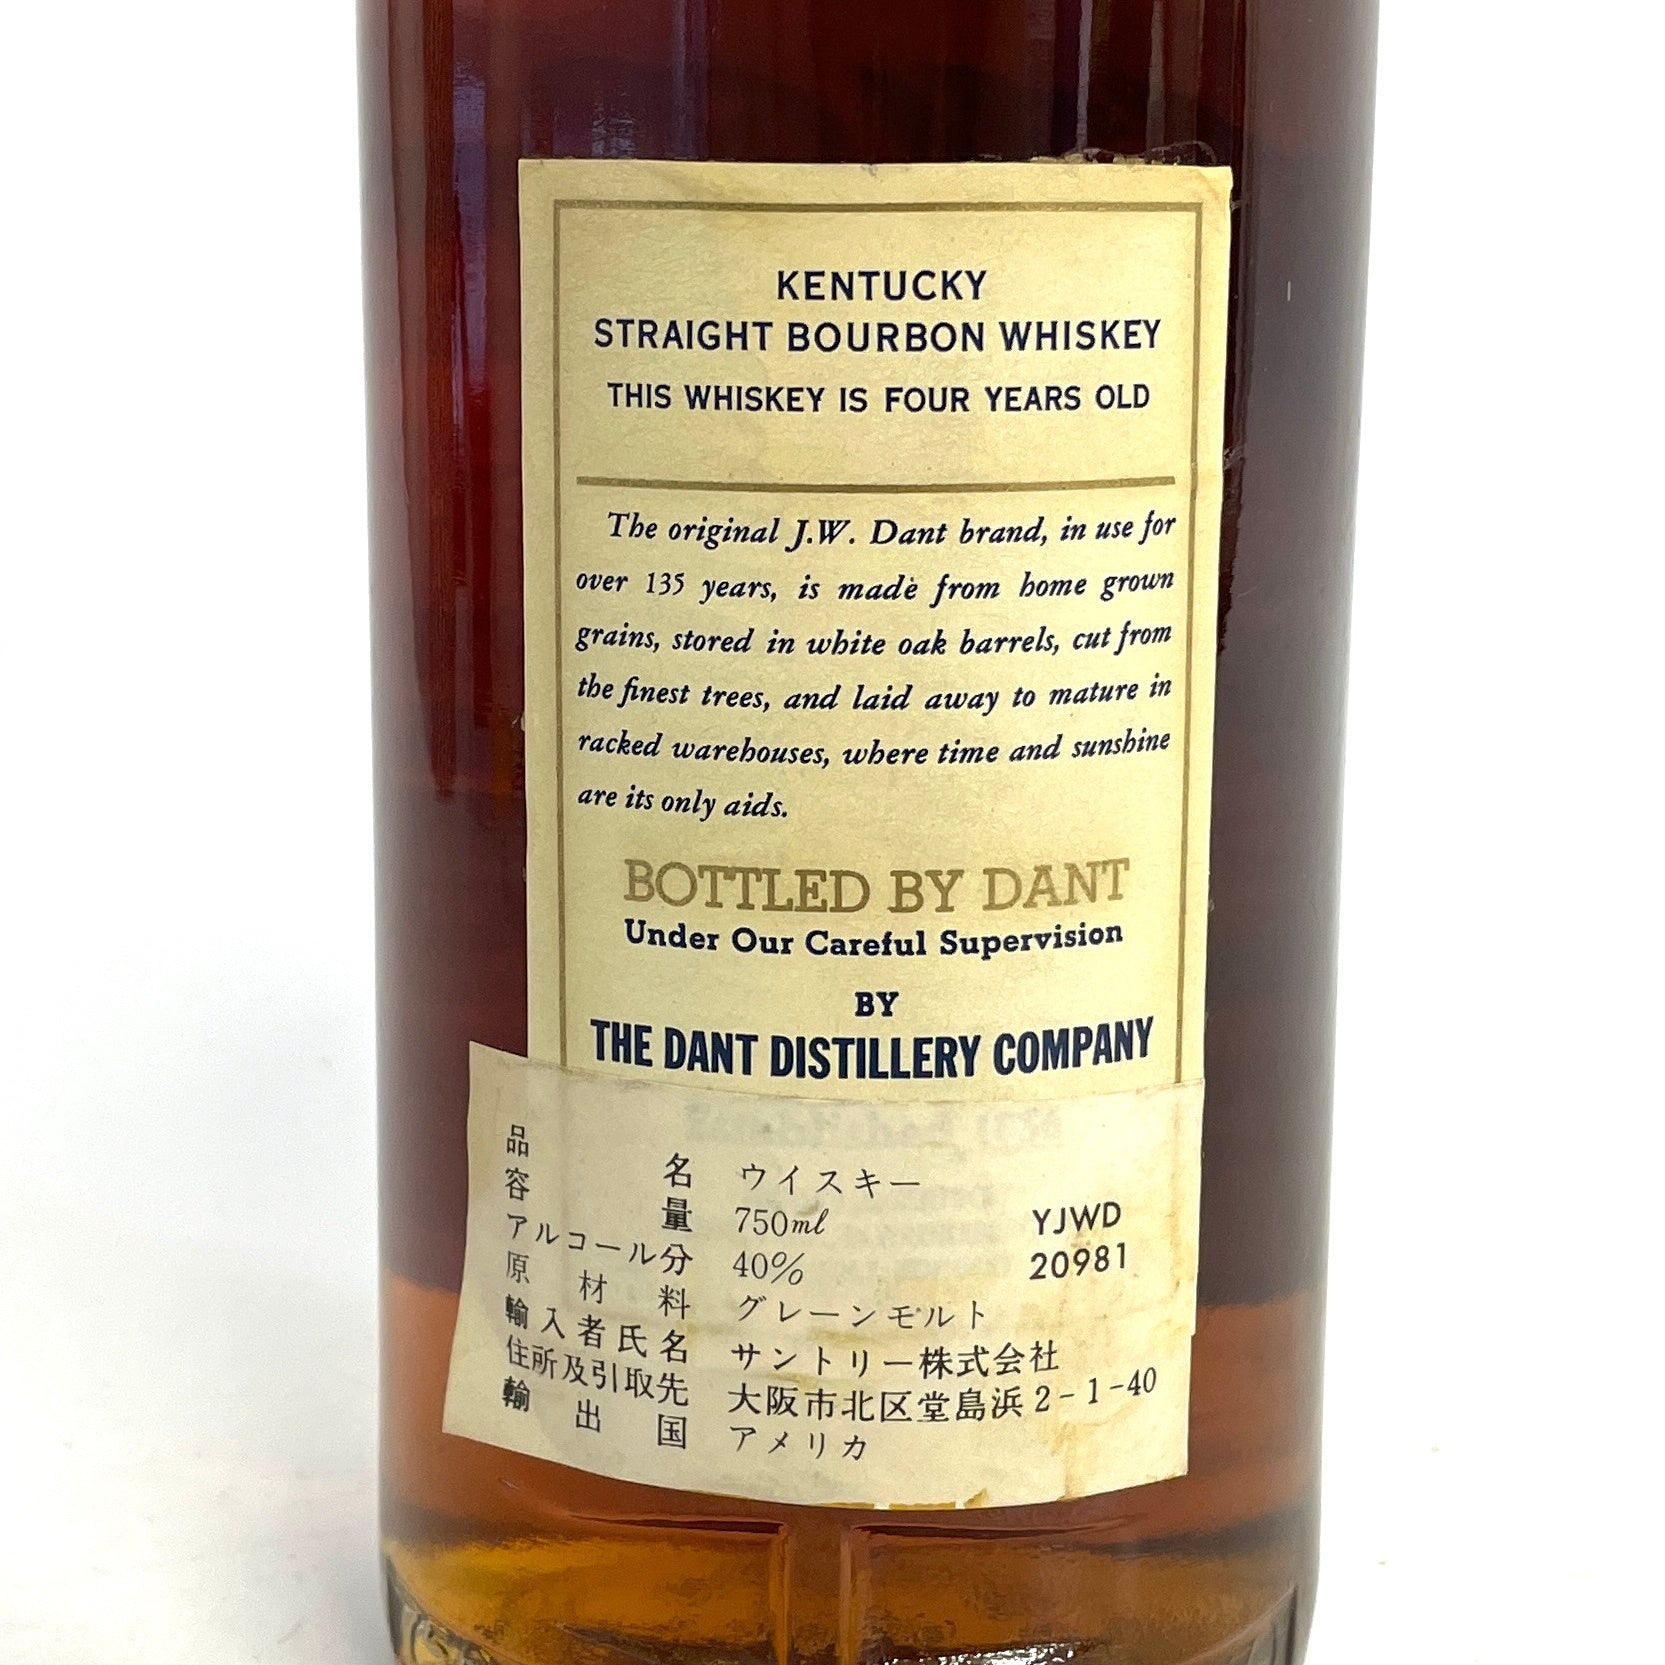 KENTUCKY
STRAIGHT BOURBON WHISKEY
THIS WHISKEY IS FOUR YEARS OLD
The original J.W. Dant brand, in use for
over 135 years, is made from home grown
grains, stored in white oak barrels, cut from
the finest trees, and laid away to mature in
racked warehouses, where time and sunshine
are its only aids.
BOTTLED BY DANT
Under Our Careful Supervision
BY
THE DANT DISTILLERY COMPANY
品名 ウイスキー
容量 750ml YJWD
アルコール分 40% 20981
原材料 グレーンモルト
輸入者氏名 サントリー株式会社
住所及引取先 大阪市北区堂島浜2-1-40
輸出国 アメリカ